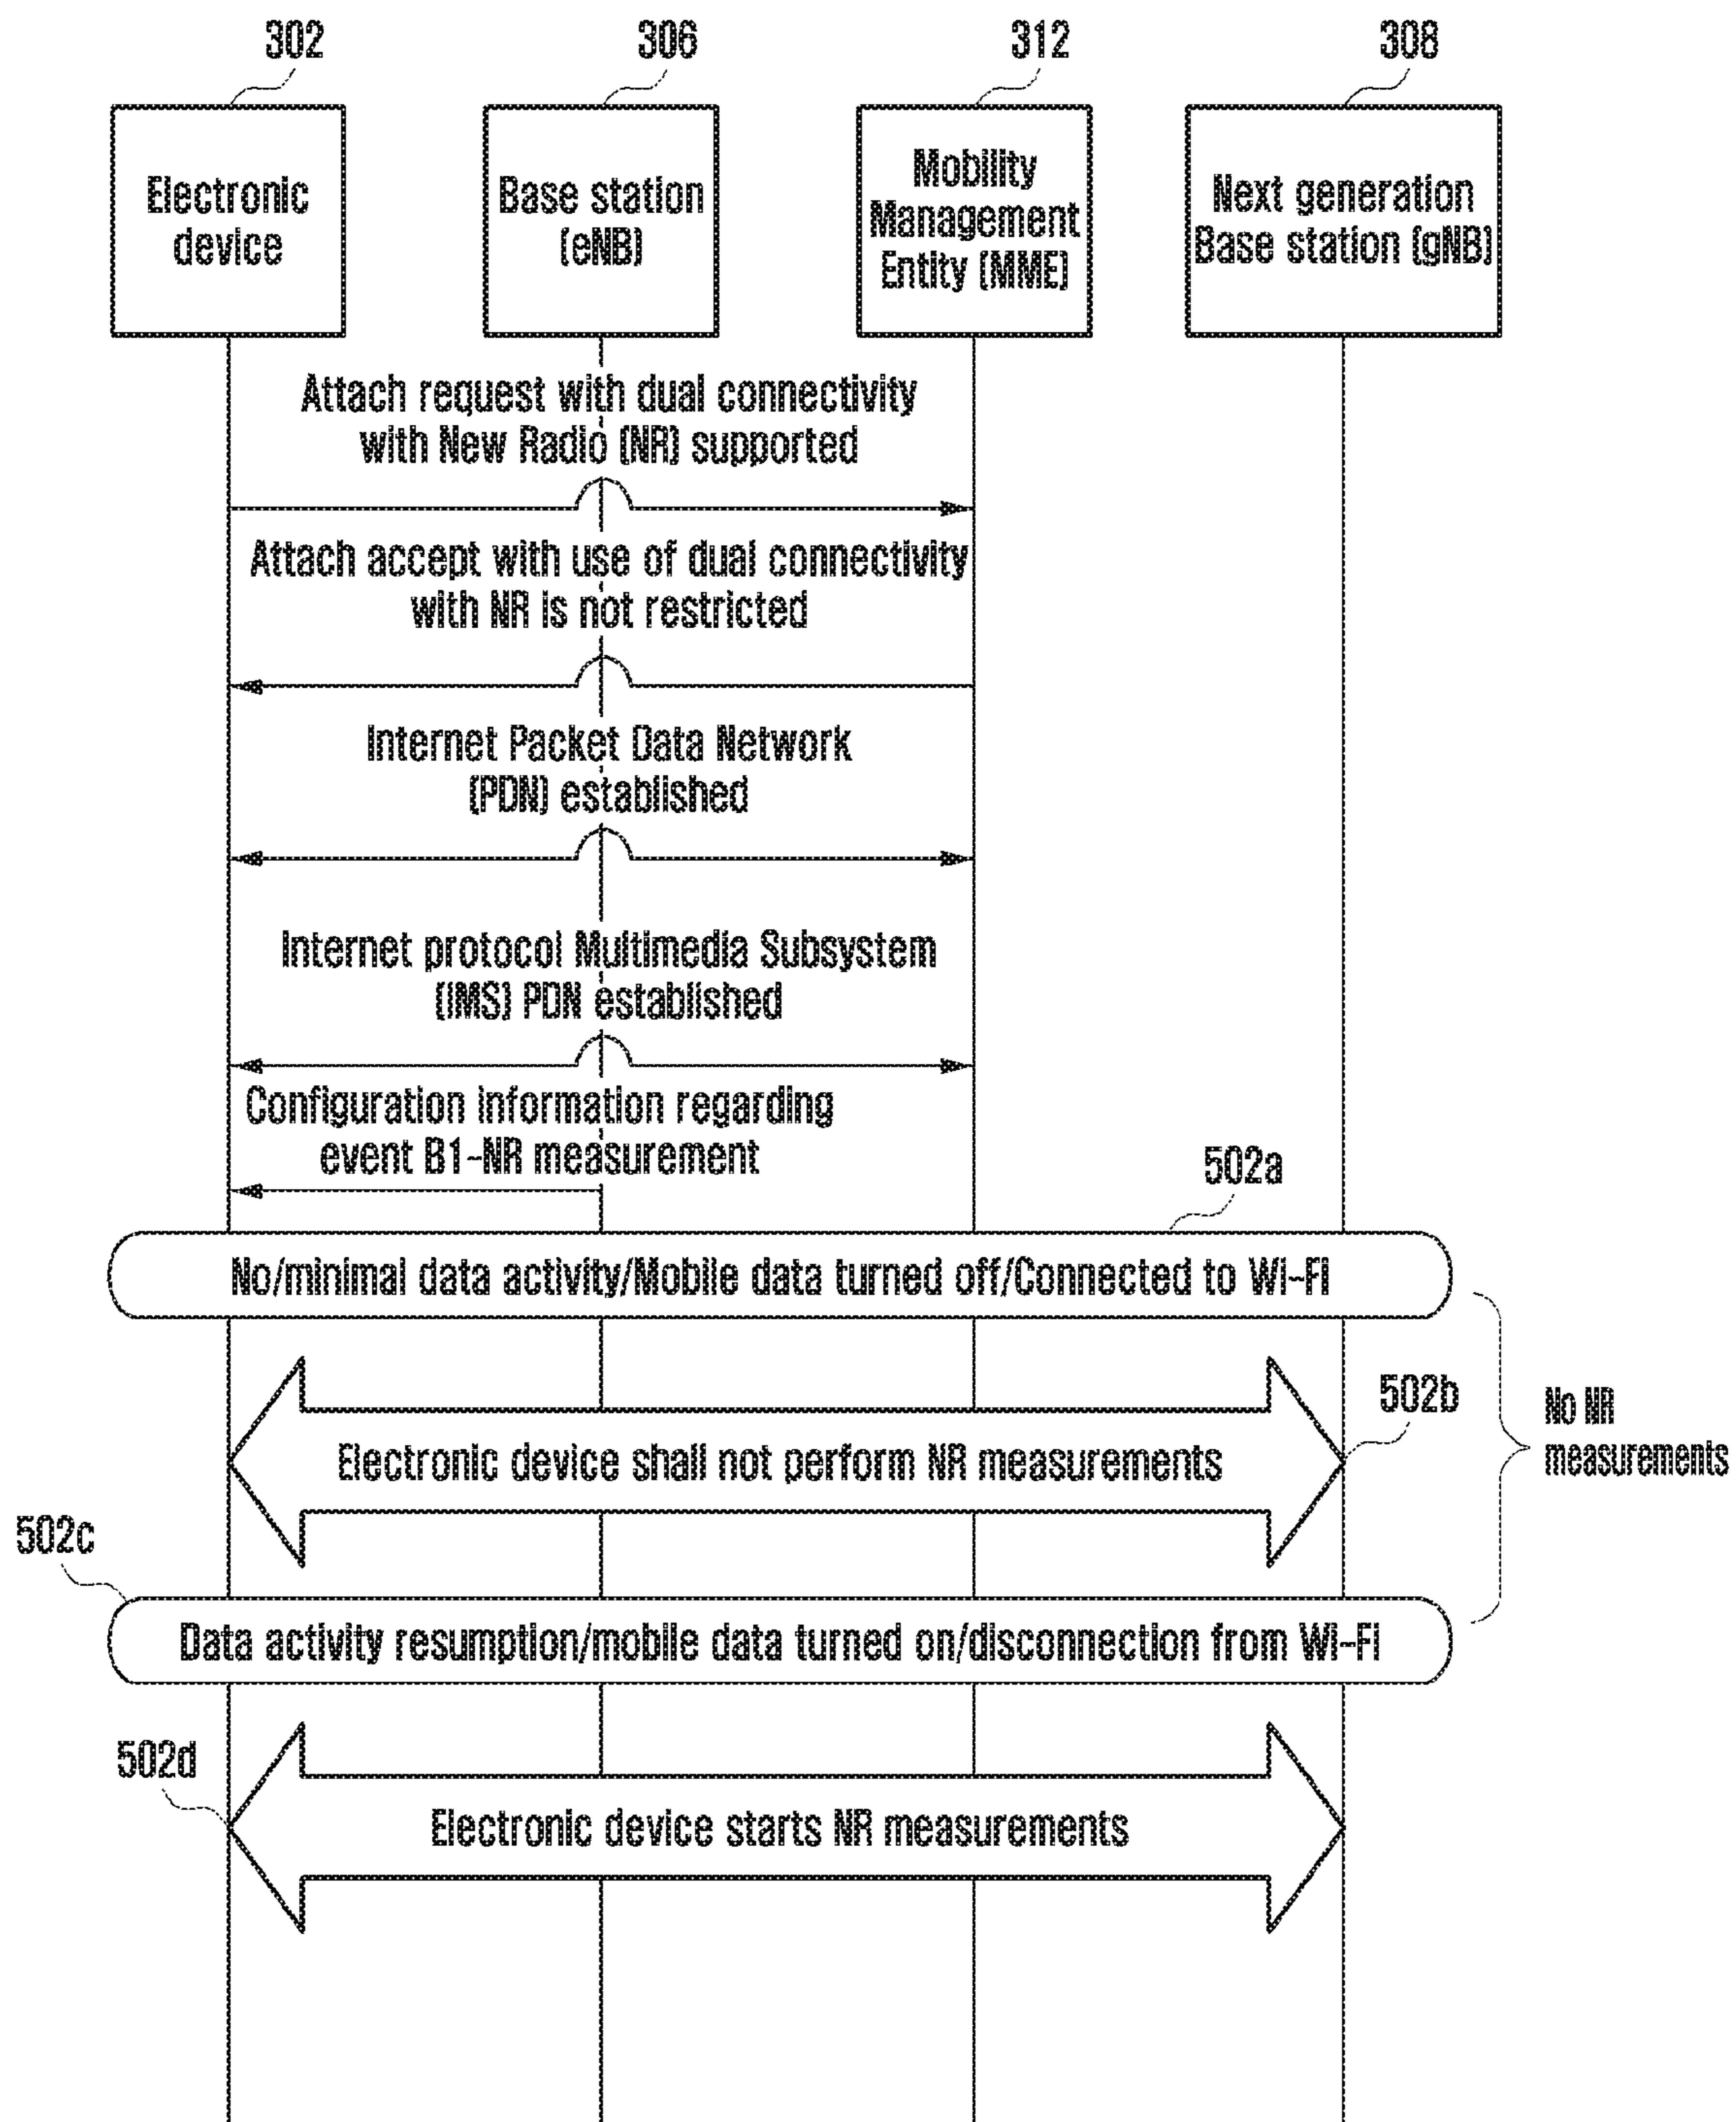 302
306
312
308
Electronic
device
Base station
(eNB)
Mobility
Management
Entity (MME)
Next generation
Base station (gNB)
Attach request with dual connectivity
with New Radio (NR) supported
Attach accept with use of dual connectivity
with NR is not restricted
Internet Packet Data Network
(PDN) established
Internet protocol Multimedia Subsystem
(IMS) PDN established
Configuration information regarding
event B1-NR measurement
502a
No/minimal data activity/Mobile data turned off/Connected to Wi-Fi
502b
Electronic device shall not perform NR measurements
No NR
measurements
502c
Data activity resumption/mobile data turned on/disconnection from Wi-Fi
502d
Electronic device starts NR measurements